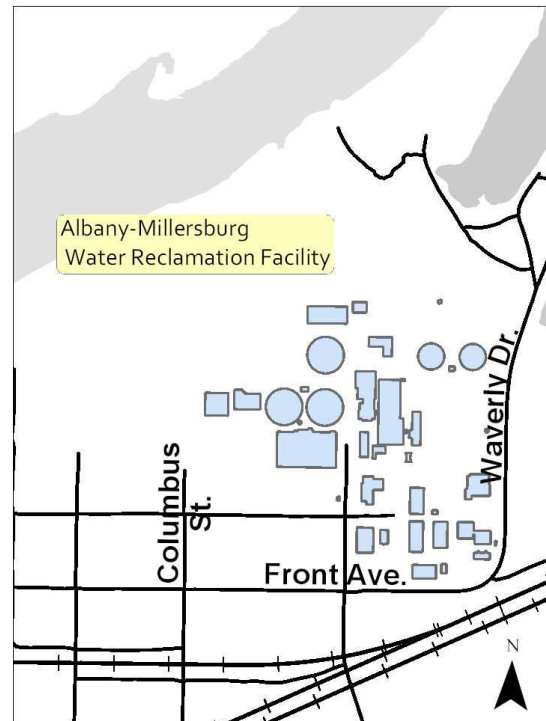 Albany-Millersburg
Water Reclamation Facility
Waverly Dr.
Columbus
St.
Front Ave.
N